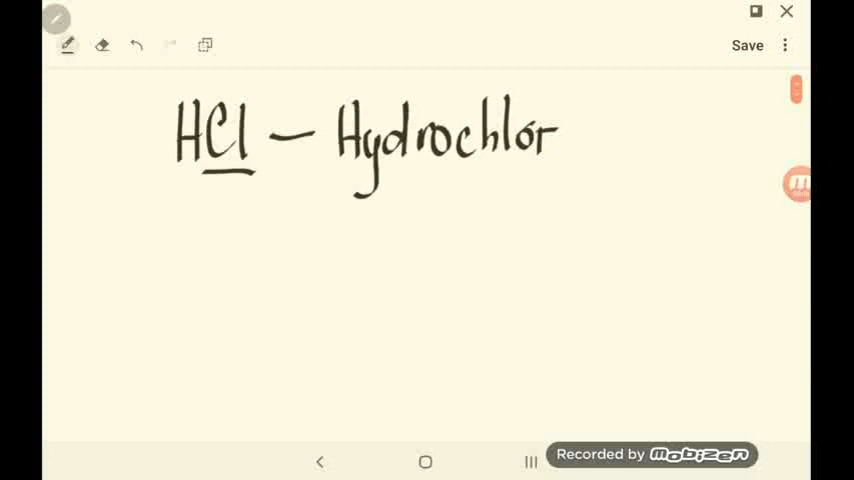 Save
HCl — Hydrochlor
Recorded by mobizen